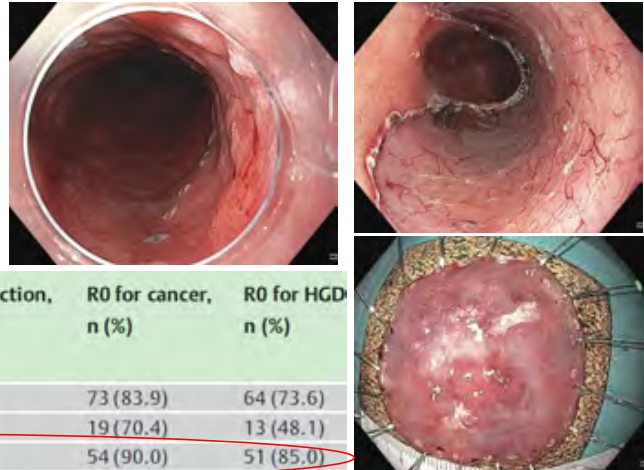 ction, R0 for cancer, R0 for HGD
n (%) n (%)
73 (83.9) 64 (73.6)
19 (70.4) 13 (48.1)
54 (90.0) 51 (85.0)